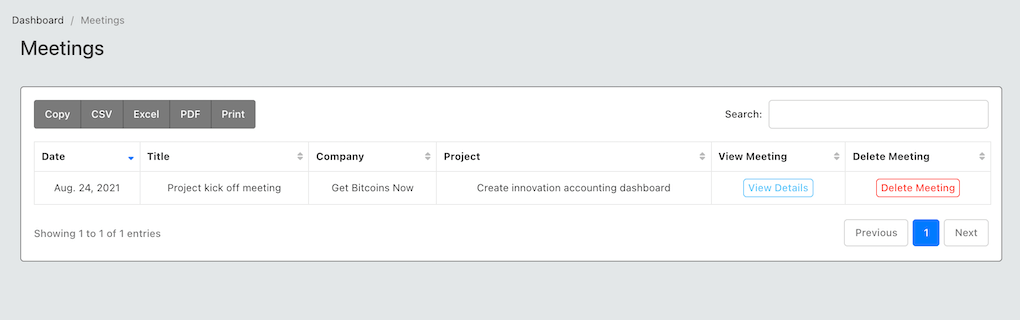 Dashboard / Meetings
Meetings
Copy CSV Excel PDF Print Search:
Date Title Company Project View Meeting Delete Meeting
Aug. 24, 2021 Project kick off meeting Get Bitcoins Now Create innovation accounting dashboard View Details Delete Meeting
Showing 1 to 1 of 1 entries Previous 1 Next